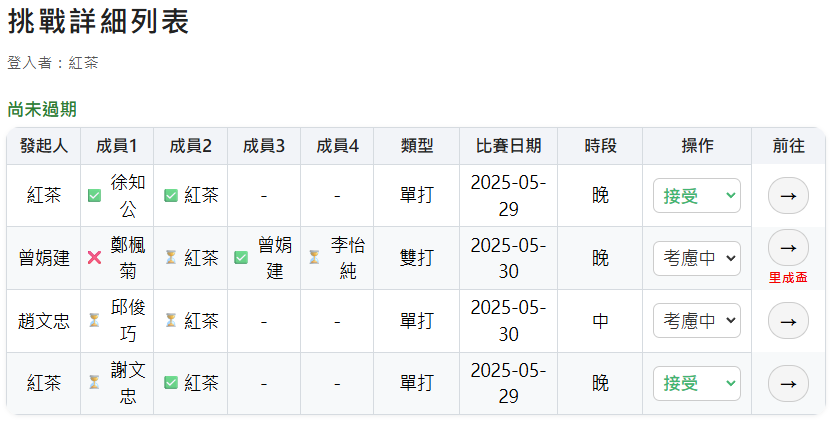 挑戰詳細列表
登入者：紅茶
尚未過期
發起人 成員1 成員2 成員3 成員4 類型 比賽日期 時段 操作 前往
紅茶 ✅ 徐知公 ✅ 紅茶 - - 單打 2025-05-29 晚 接受 →
曾娟建 ❌ 鄭楓菊 ⏳ 紅茶 ✅ 曾娟建 ⏳ 李怡純 雙打 2025-05-30 晚 考慮中 →
里成盃
趙文忠 ⏳ 邱俊巧 ⏳ 紅茶 - - 單打 2025-05-30 中 考慮中 →
紅茶 ⏳ 謝文忠 ✅ 紅茶 - - 單打 2025-05-29 晚 接受 →